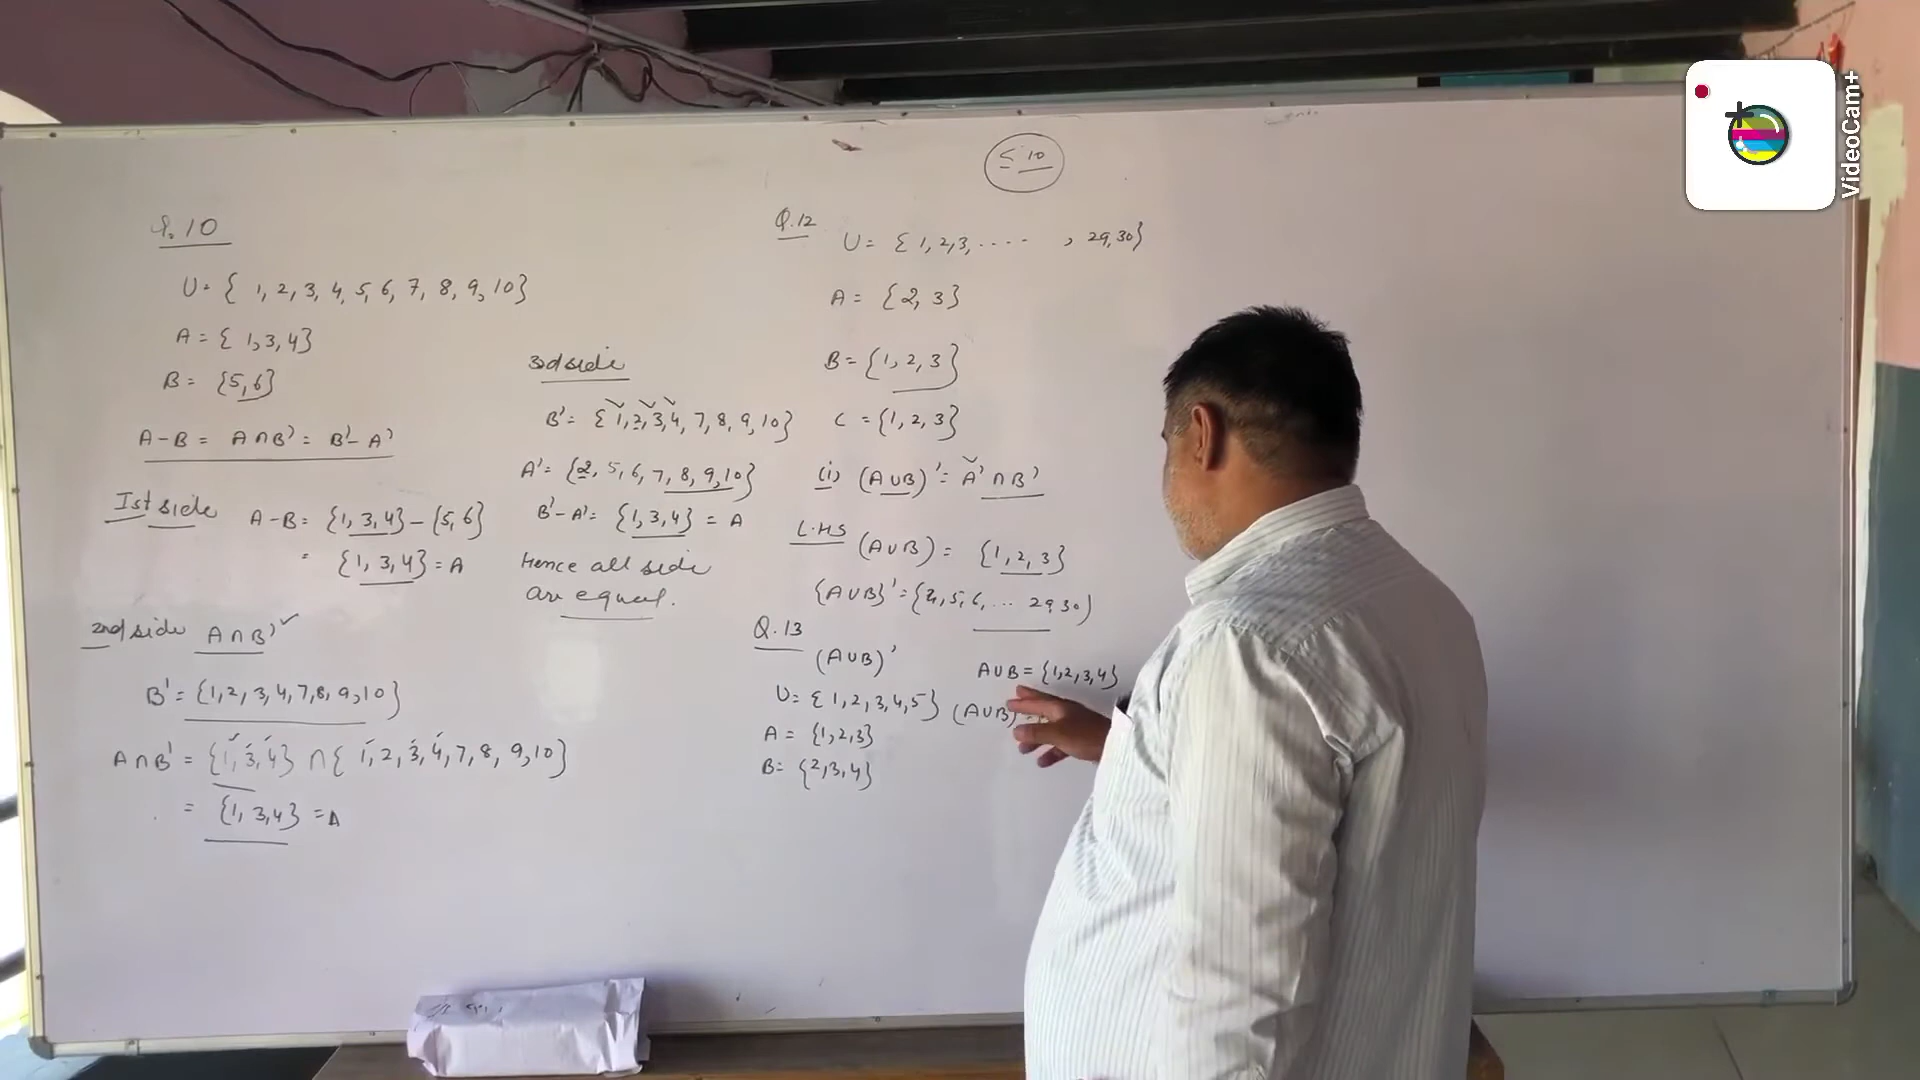 ≤ 10
Q.10
U = { 1, 2, 3, 4, 5, 6, 7, 8, 9, 10}
A = { 1, 3, 4}
B = {5, 6}
A-B = A∩B' = B'-A'
Ist side A-B = {1, 3, 4} - {5, 6}
= {1, 3, 4} = A
2nd side A∩B'
B' = {1, 2, 3, 4, 7, 8, 9, 10}
A∩B' = {1, 3, 4} ∩ { 1, 2, 3, 4, 7, 8, 9, 10}
= {1, 3, 4} = A
3rd side
B' = { 1, 2, 3, 4, 7, 8, 9, 10}
A' = {2, 5, 6, 7, 8, 9, 10}
B'-A' = {1, 3, 4} = A
Hence all side
are equal.
Q.12
U = { 1, 2, 3, .... , 29, 30}
A = {2, 3}
B = {1, 2, 3}
C = {1, 2, 3}
(i) (A∪B)' = A' ∩ B'
L.HS (A∪B) = {1, 2, 3}
{A∪B}' = {4, 5, 6, ... 29, 30}
Q.13
(A∪B)'
U = { 1, 2, 3, 4, 5}
A = {1, 2, 3}
B = {2, 3, 4}
A∪B = {1, 2, 3, 4}
(A∪B)
VideoCam+